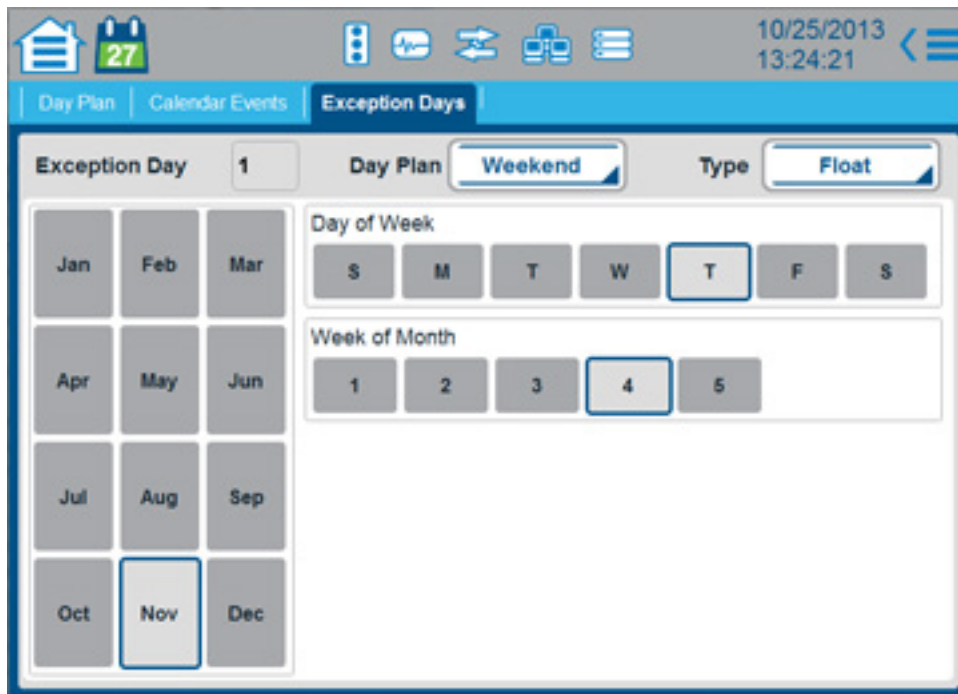 27
10/25/2013
13:24:21
Day Plan Calendar Events Exception Days
Exception Day 1 Day Plan Weekend Type Float
Jan Feb Mar
Apr May Jun
Jul Aug Sep
Oct Nov Dec
Day of Week
S M T W T F S
Week of Month
1 2 3 4 5